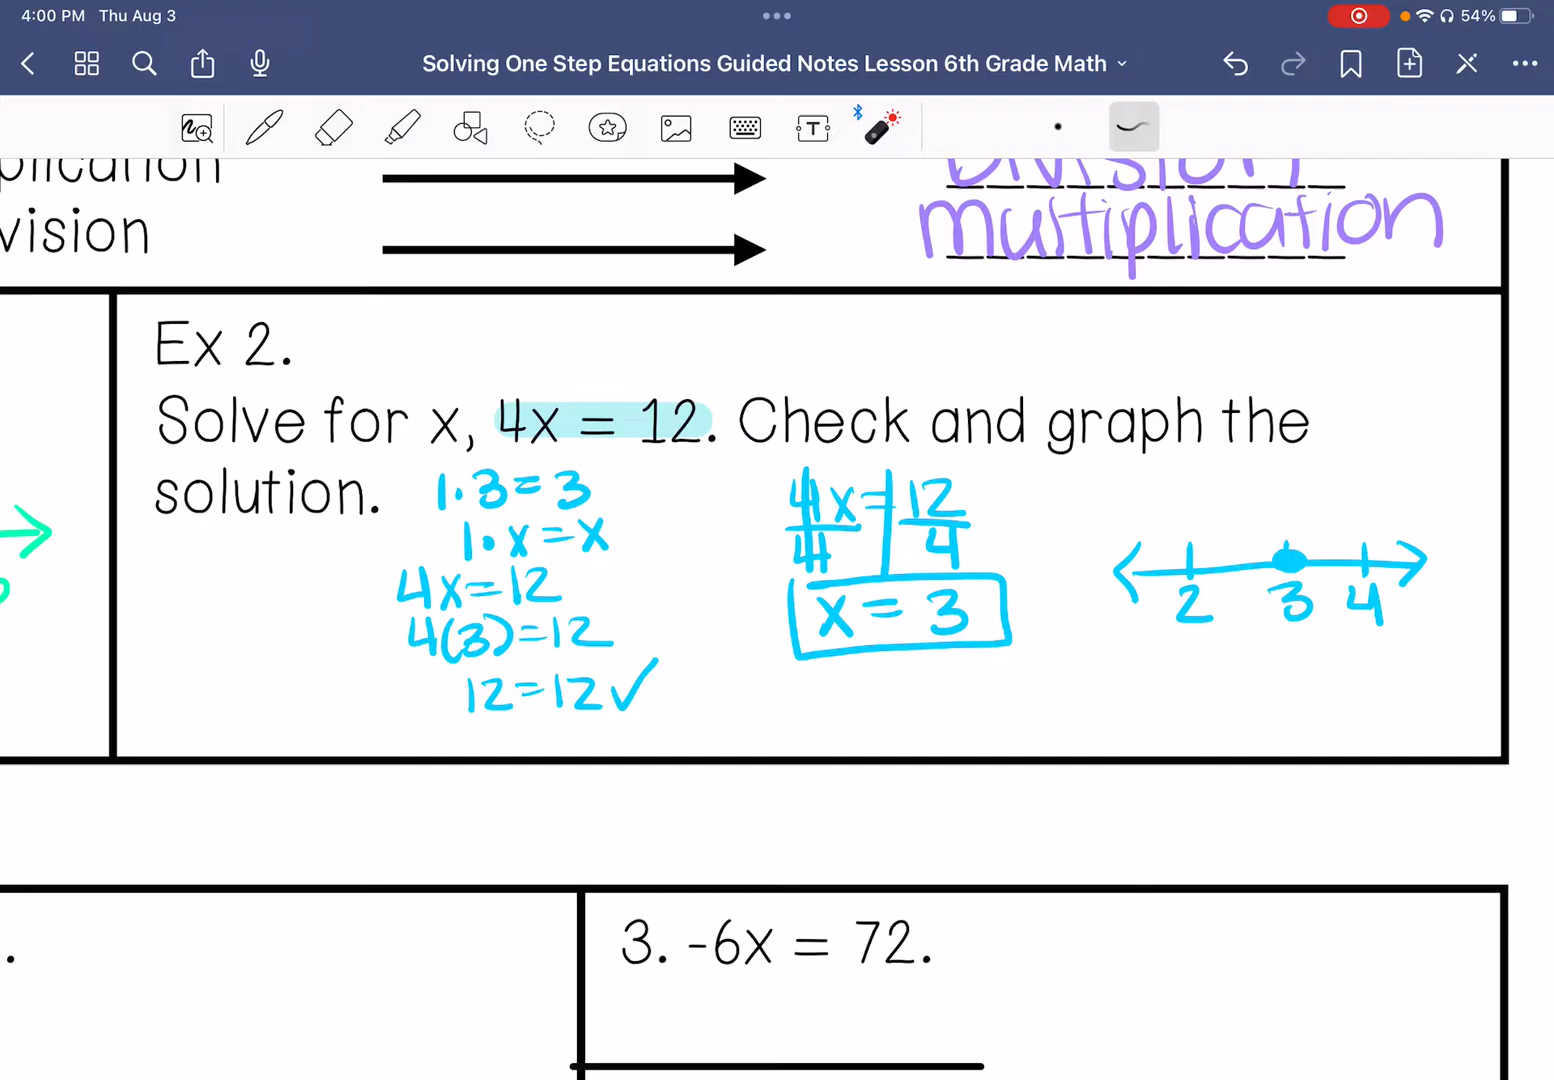 4:00 PM Thu Aug 3
54%
Solving One Step Equations Guided Notes Lesson 6th Grade Math
T
plication
Division
vision
multiplication
Ex 2.
Solve for x, 4x = 12. Check and graph the
solution.
1·3=3
1·x=x
4x=12
4(3)=12
12=12✓
4x=12
4 4
x = 3
2 3 4
.
3. -6x = 72.